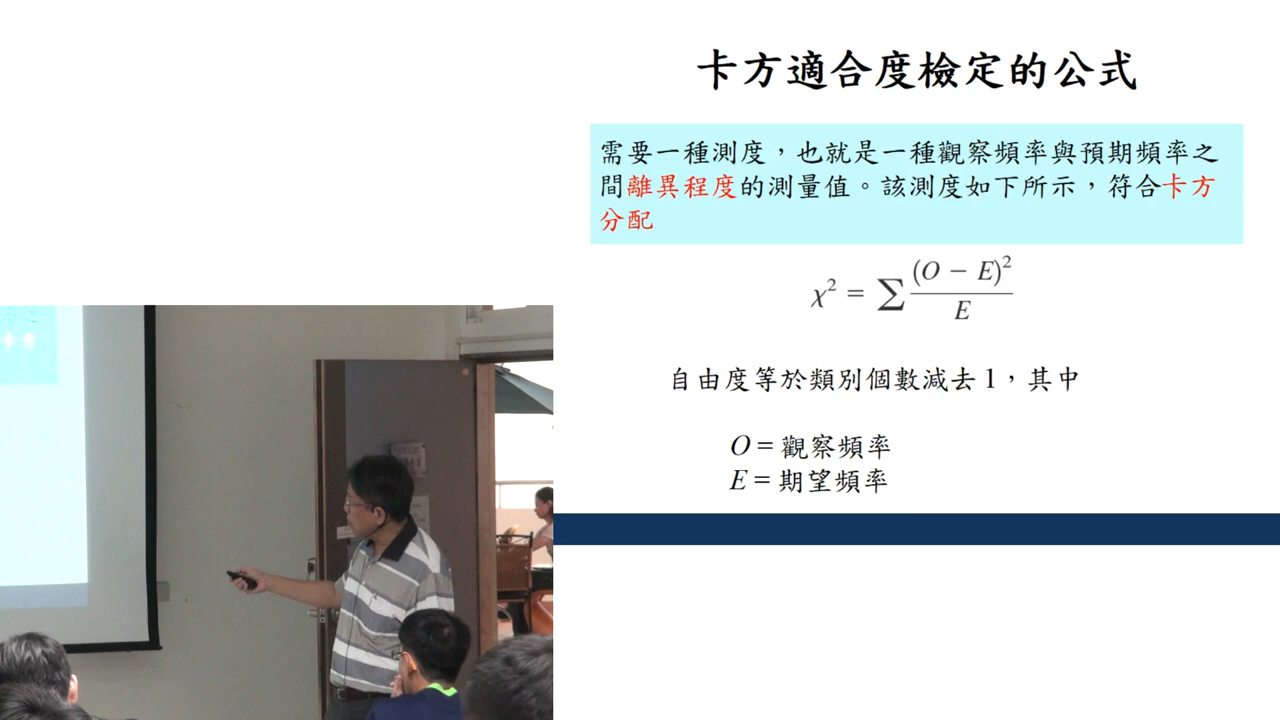 卡方適合度檢定的公式
需要一種測度，也就是一種觀察頻率與預期頻率之
間離異程度的測量值。該測度如下所示，符合卡方
分配
χ² = ∑ (O − E)² / E
自由度等於類別個數減去 1，其中
O = 觀察頻率
E = 期望頻率